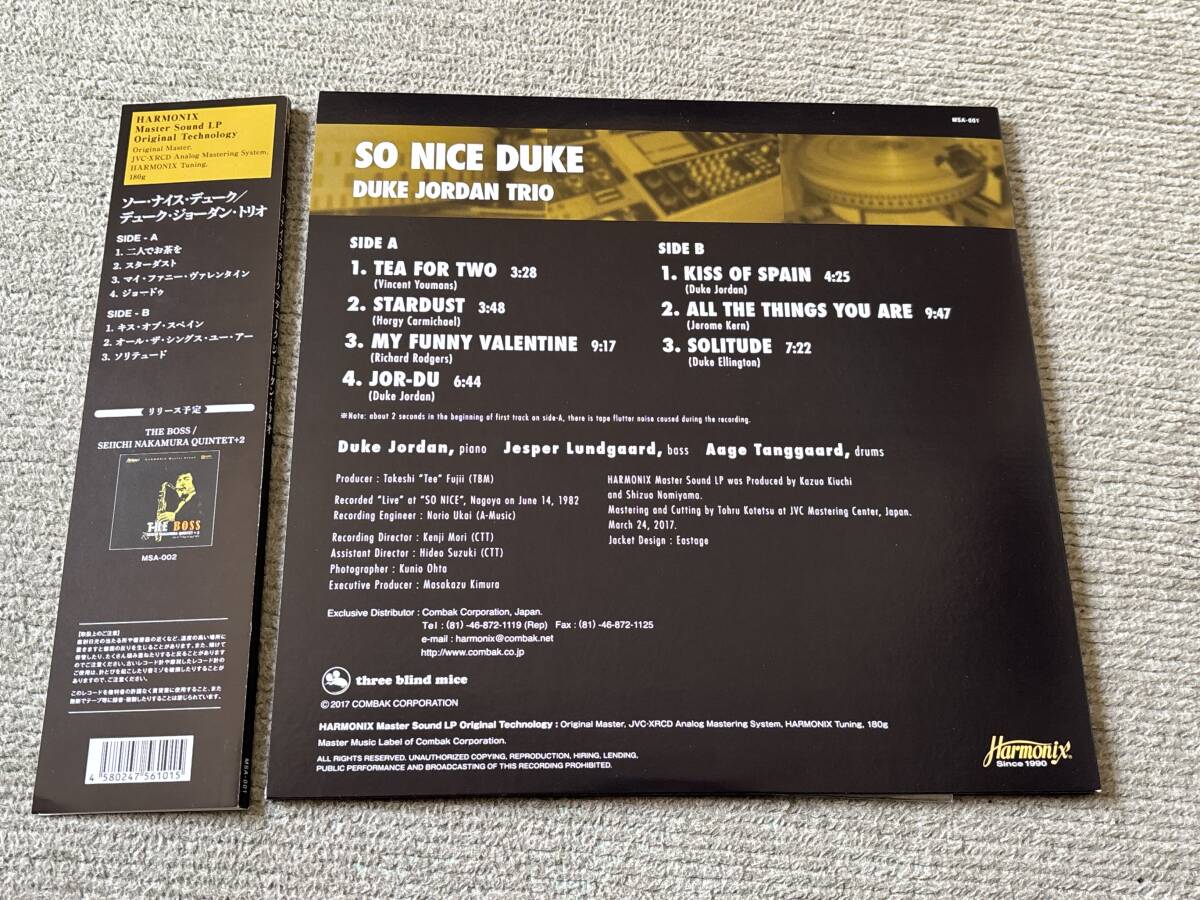 HARMONIX
Master Sound LP
Original Technology
Original Master,
JVC-XRCD Analog Mastering System,
HARMONIX Tuning,
180g
ソー・ナイス・デューク/
デューク・ジョーダン・トリオ
SIDE - A
1. 二人でお茶を
2. スターダスト
3. マイ・ファニー・ヴァレンタイン
4. ジョードゥ
SIDE - B
1. キス・オブ・スペイン
2. オール・ザ・シングス・ユー・アー
3. ソリテュード
リリース予定
THE BOSS /
SEIICHI NAKAMURA QUINTET+2
HARMONIX Master Sound
THE BOSS
SEIICHI NAKAMURA QUINTET+2
MSA-002
【取扱上のご注意】
4 580247 561015
MSA-001
MSA-001
SO NICE DUKE
DUKE JORDAN TRIO
SIDE A
1. TEA FOR TWO 3:28
(Vincent Youmans)
2. STARDUST 3:48
(Horgy Carmichael)
3. MY FUNNY VALENTINE 9:17
(Richard Rodgers)
4. JOR-DU 6:44
(Duke Jordan)
SIDE B
1. KISS OF SPAIN 4:25
(Duke Jordan)
2. ALL THE THINGS YOU ARE 9:47
(Jerome Kern)
3. SOLITUDE 7:22
(Duke Ellington)
※Note: about 2 seconds in the beginning of first track on side-A, there is tape flutter noise caused during the recording.
Duke Jordan, piano Jesper Lundgaard, bass Aage Tanggaard, drums
Producer : Takeshi "Tee" Fujii (TBM)
Recorded "Live" at "SO NICE", Nagoya on June 14, 1982
Recording Engineer : Norio Ukai (A-Music)
Recording Director : Kenji Mori (CTT)
Assistant Director : Hideo Suzuki (CTT)
Photographer : Kunio Ohta
Executive Producer : Masakazu Kimura
HARMONIX Master Sound LP was Produced by Kazuo Kiuchi
and Shizuo Nomiyama.
Mastering and Cutting by Tohru Kotetsu at JVC Mastering Center, Japan.
March 24, 2017.
Jacket Design : Eastage
Exclusive Distributor : Combak Corporation, Japan.
Tel : (81) -46-872-1119 (Rep) Fax : (81) -46-872-1125
e-mail : harmonix@combak.net
http://www.combak.co.jp
three blind mice
© 2017 COMBAK CORPORATION
HARMONIX Master Sound LP Original Technology : Original Master, JVC-XRCD Analog Mastering System, HARMONIX Tuning, 180g
Master Music Label of Combak Corporation.
ALL RIGHTS RESERVED. UNAUTHORIZED COPYING, REPRODUCTION, HIRING, LENDING,
PUBLIC PERFORMANCE AND BROADCASTING OF THIS RECORDING PROHIBITED.
Harmonix®
Since 1990